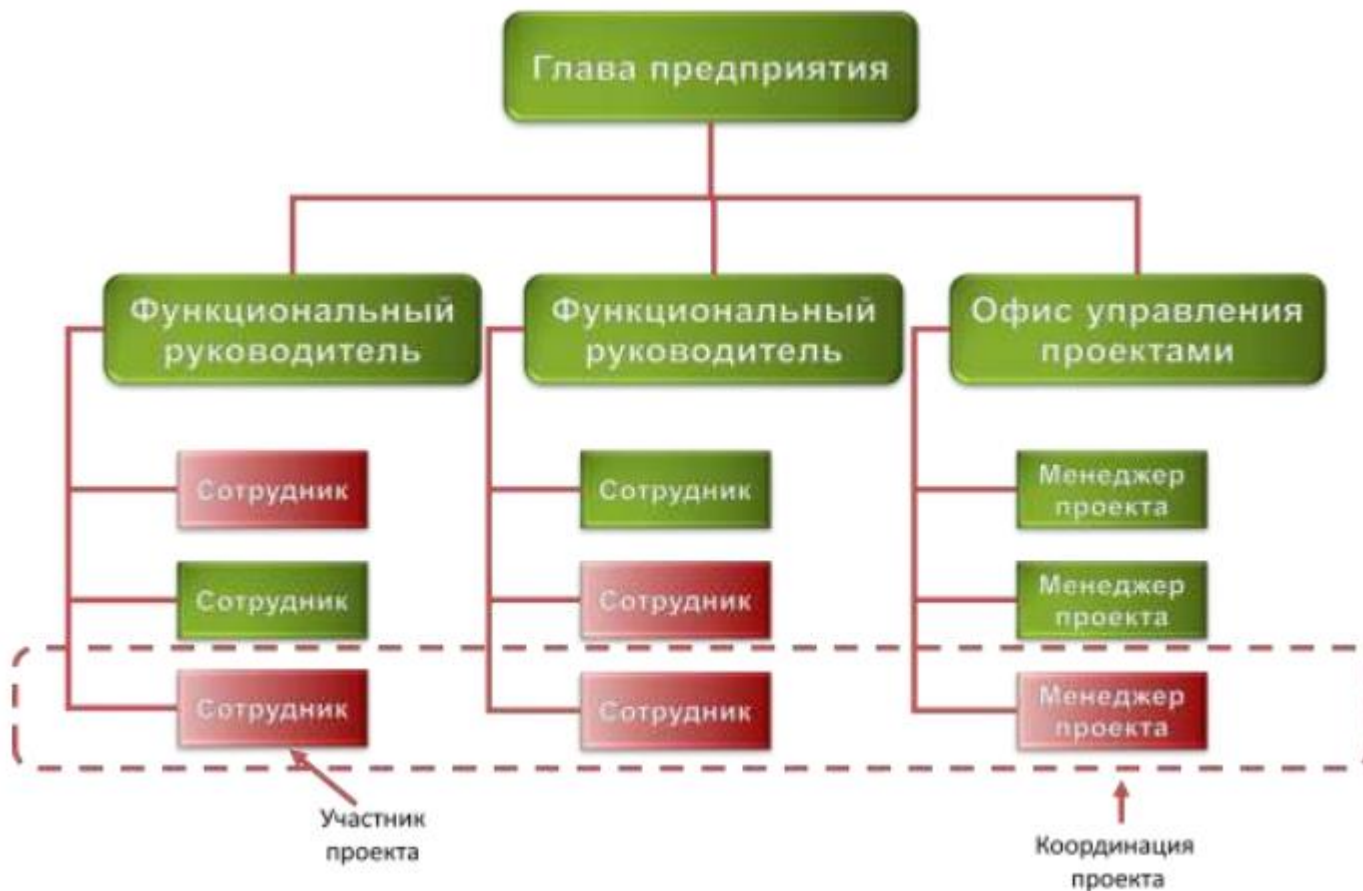 Глава предприятия
Функциональный
руководитель
Функциональный
руководитель
Офис управления
проектами
Сотрудник
Сотрудник
Менеджер
проекта
Сотрудник
Сотрудник
Менеджер
проекта
Сотрудник
Сотрудник
Менеджер
проекта
Участник
проекта
Координация
проекта